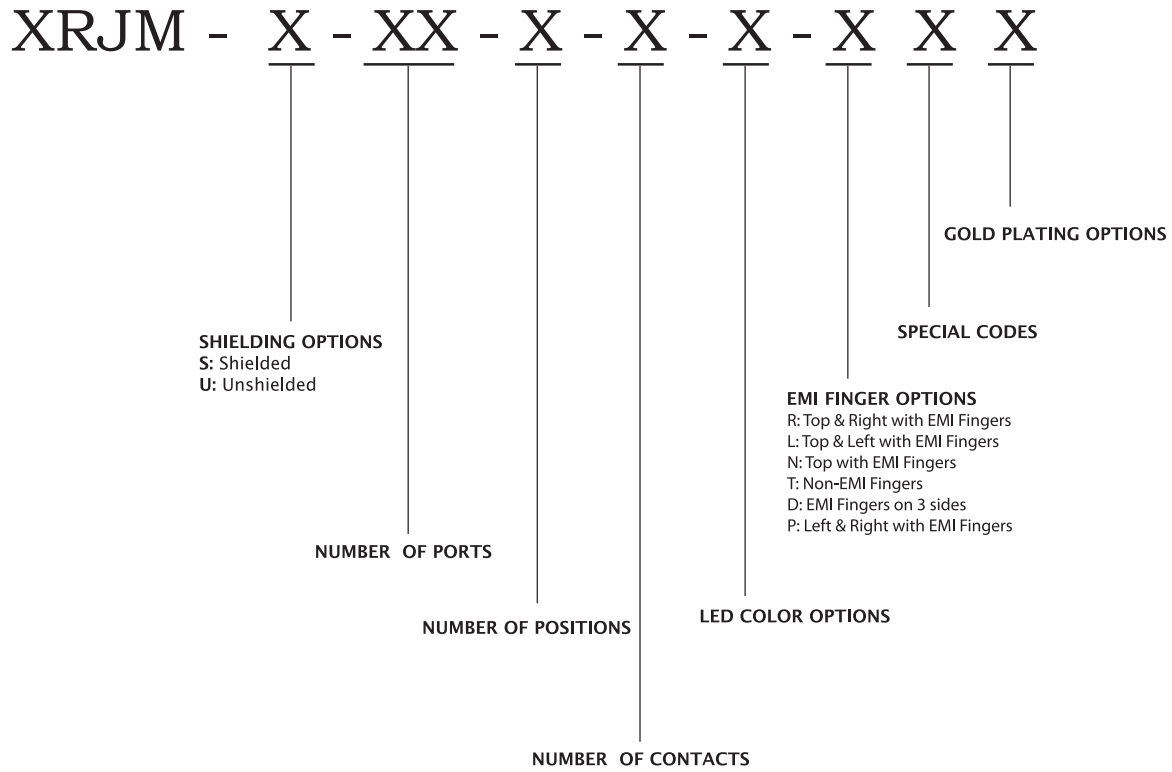 XRJM - X - XX - X - X - X - X X X
GOLD PLATING OPTIONS
SPECIAL CODES
SHIELDING OPTIONS
S: Shielded
U: Unshielded
EMI FINGER OPTIONS
R: Top & Right with EMI Fingers
L: Top & Left with EMI Fingers
N: Top with EMI Fingers
T: Non-EMI Fingers
D: EMI Fingers on 3 sides
P: Left & Right with EMI Fingers
NUMBER OF PORTS
LED COLOR OPTIONS
NUMBER OF POSITIONS
NUMBER OF CONTACTS